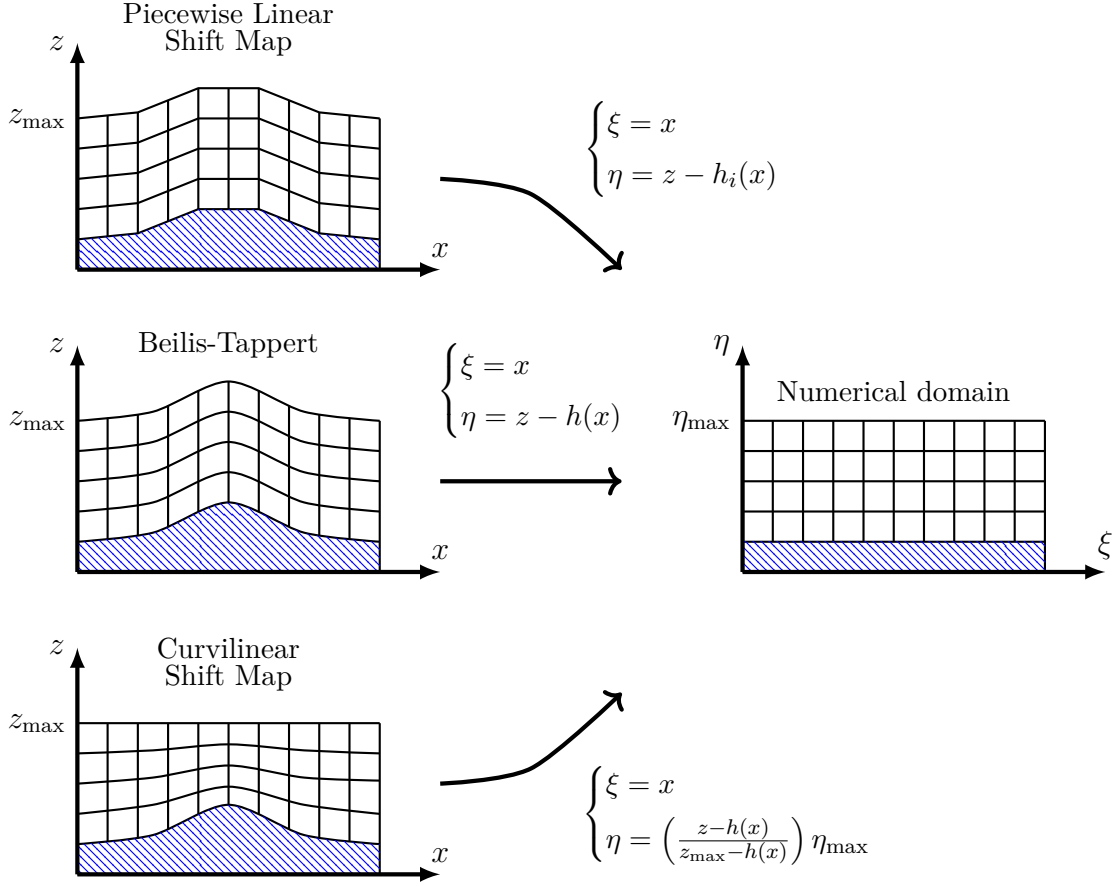 Piecewise Linear
Shift Map
z
z_max
x
{ ξ = x
η = z − h_i(x)
Beilis-Tappert
z
z_max
x
{ ξ = x
η = z − h(x)
Numerical domain
η
η_max
ξ
Curvilinear
Shift Map
z
z_max
x
{ ξ = x
η = ( (z−h(x)) / (z_max−h(x)) ) η_max